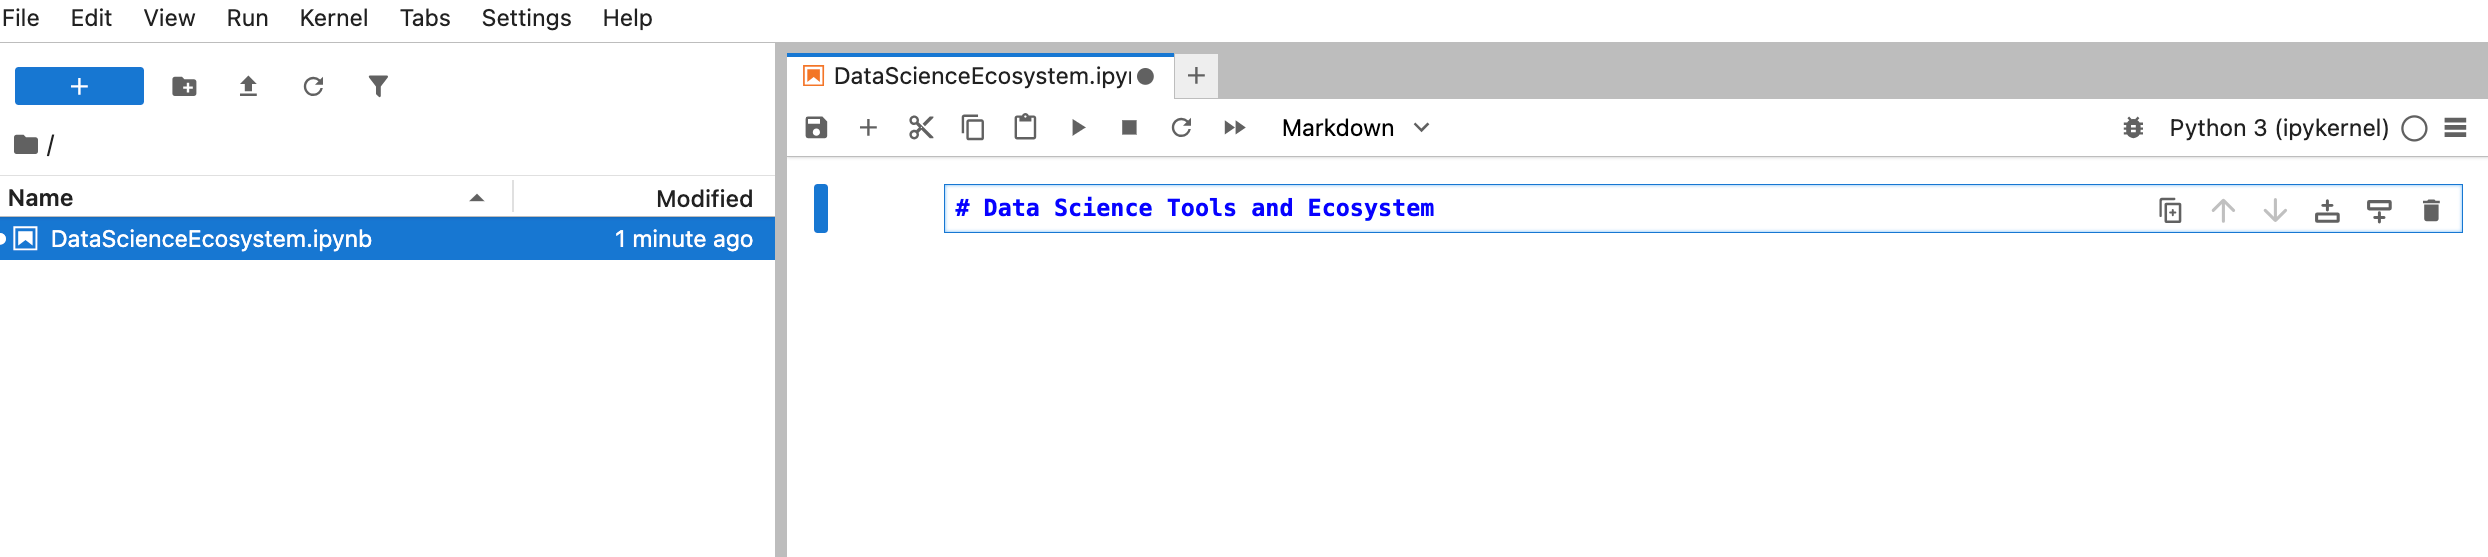 File Edit View Run Kernel Tabs Settings Help
/
Name Modified
DataScienceEcosystem.ipynb 1 minute ago
DataScienceEcosystem.ipy
Markdown Python 3 (ipykernel)
# Data Science Tools and Ecosystem